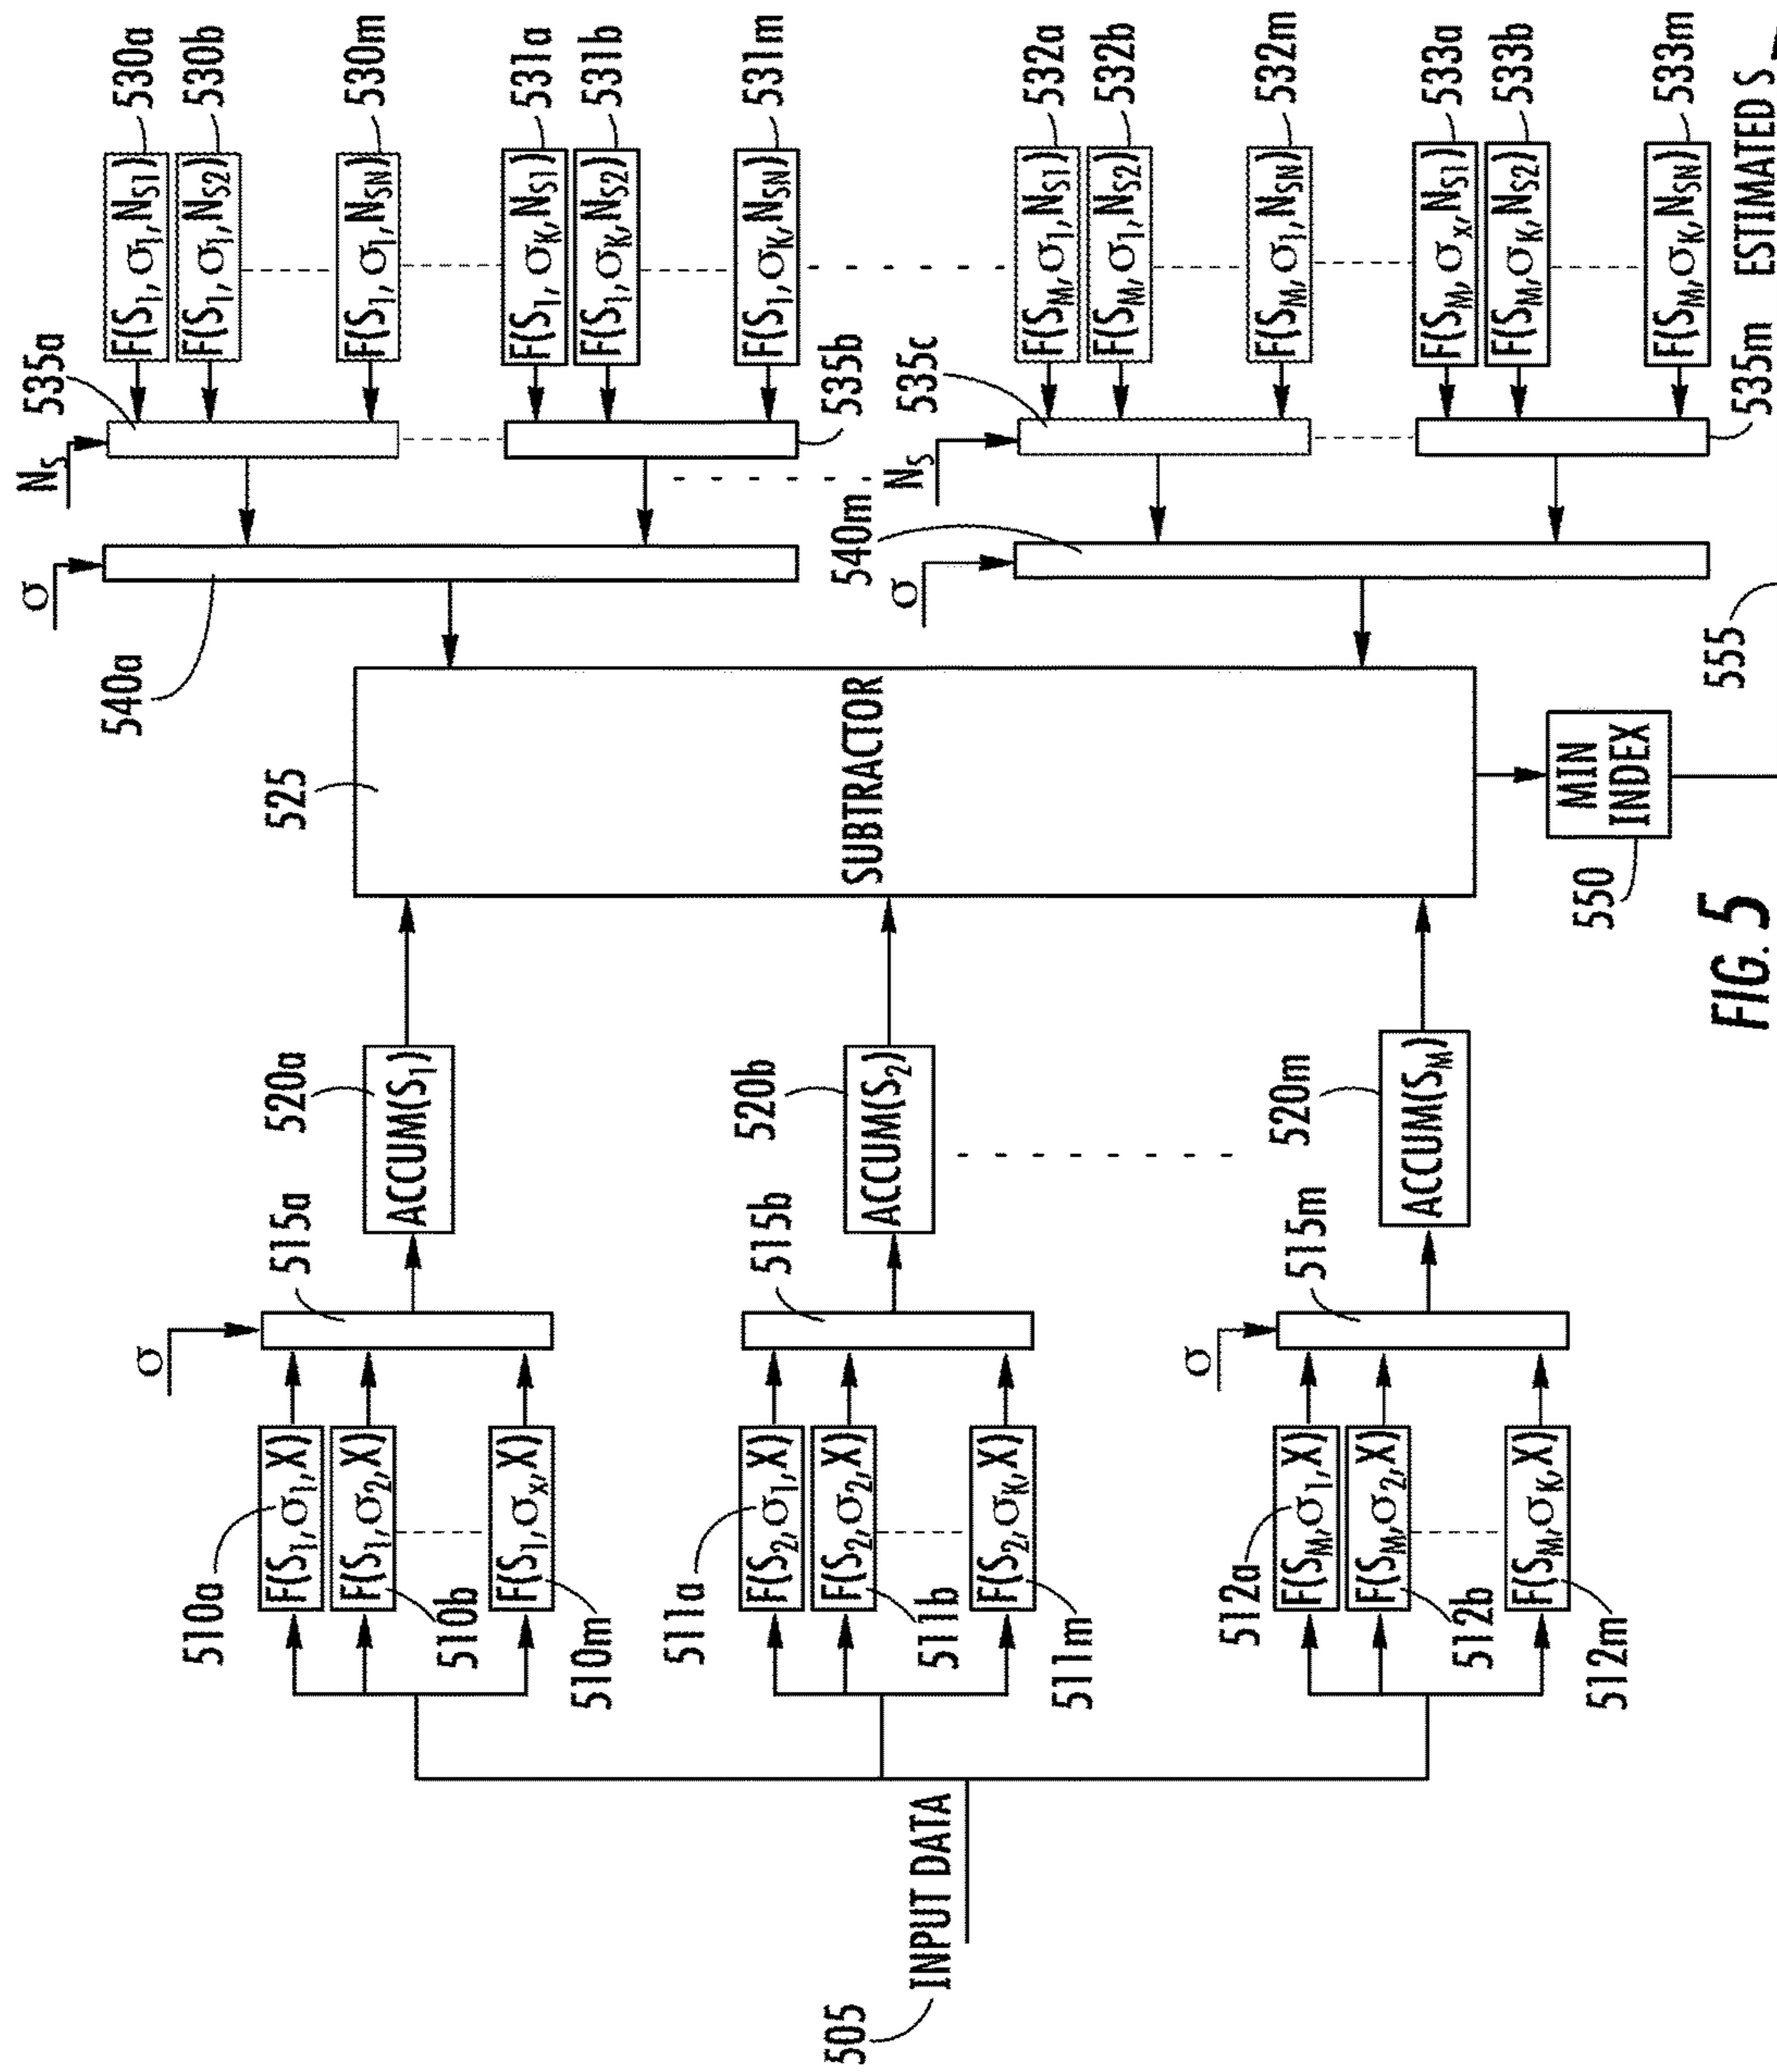 505
INPUT DATA
510a
F(S1,σ1,X)
F(S1,σ2,X)
510b
F(S1,σx,X)
510m
σ
515a
ACCUM(S1)
520a
511a
F(S2,σ1,X)
F(S2,σ2,X)
511b
F(S2,σK,X)
511m
515b
ACCUM(S2)
520b
512a
F(SM,σ1,X)
F(SM,σ2,X)
512b
F(SM,σK,X)
512m
σ
515m
ACCUM(SM)
520m
525
SUBTRACTOR
550
MIN
INDEX
555
ESTIMATED S
540a
σ
NS
535a
F(S1,σ1,NS1)
530a
F(S1,σ1,NS2)
530b
F(S1,σ1,NSN)
530m
F(S1,σK,NS1)
531a
F(S1,σK,NS2)
531b
F(S1,σK,NSN)
531m
535b
540m
σ
NS
535c
F(SM,σ1,NS1)
532a
F(SM,σ1,NS2)
532b
F(SM,σ1,NSN)
532m
F(SM,σx,NS1)
533a
F(SM,σK,NS2)
533b
F(SM,σK,NSN)
533m
535m
FIG. 5